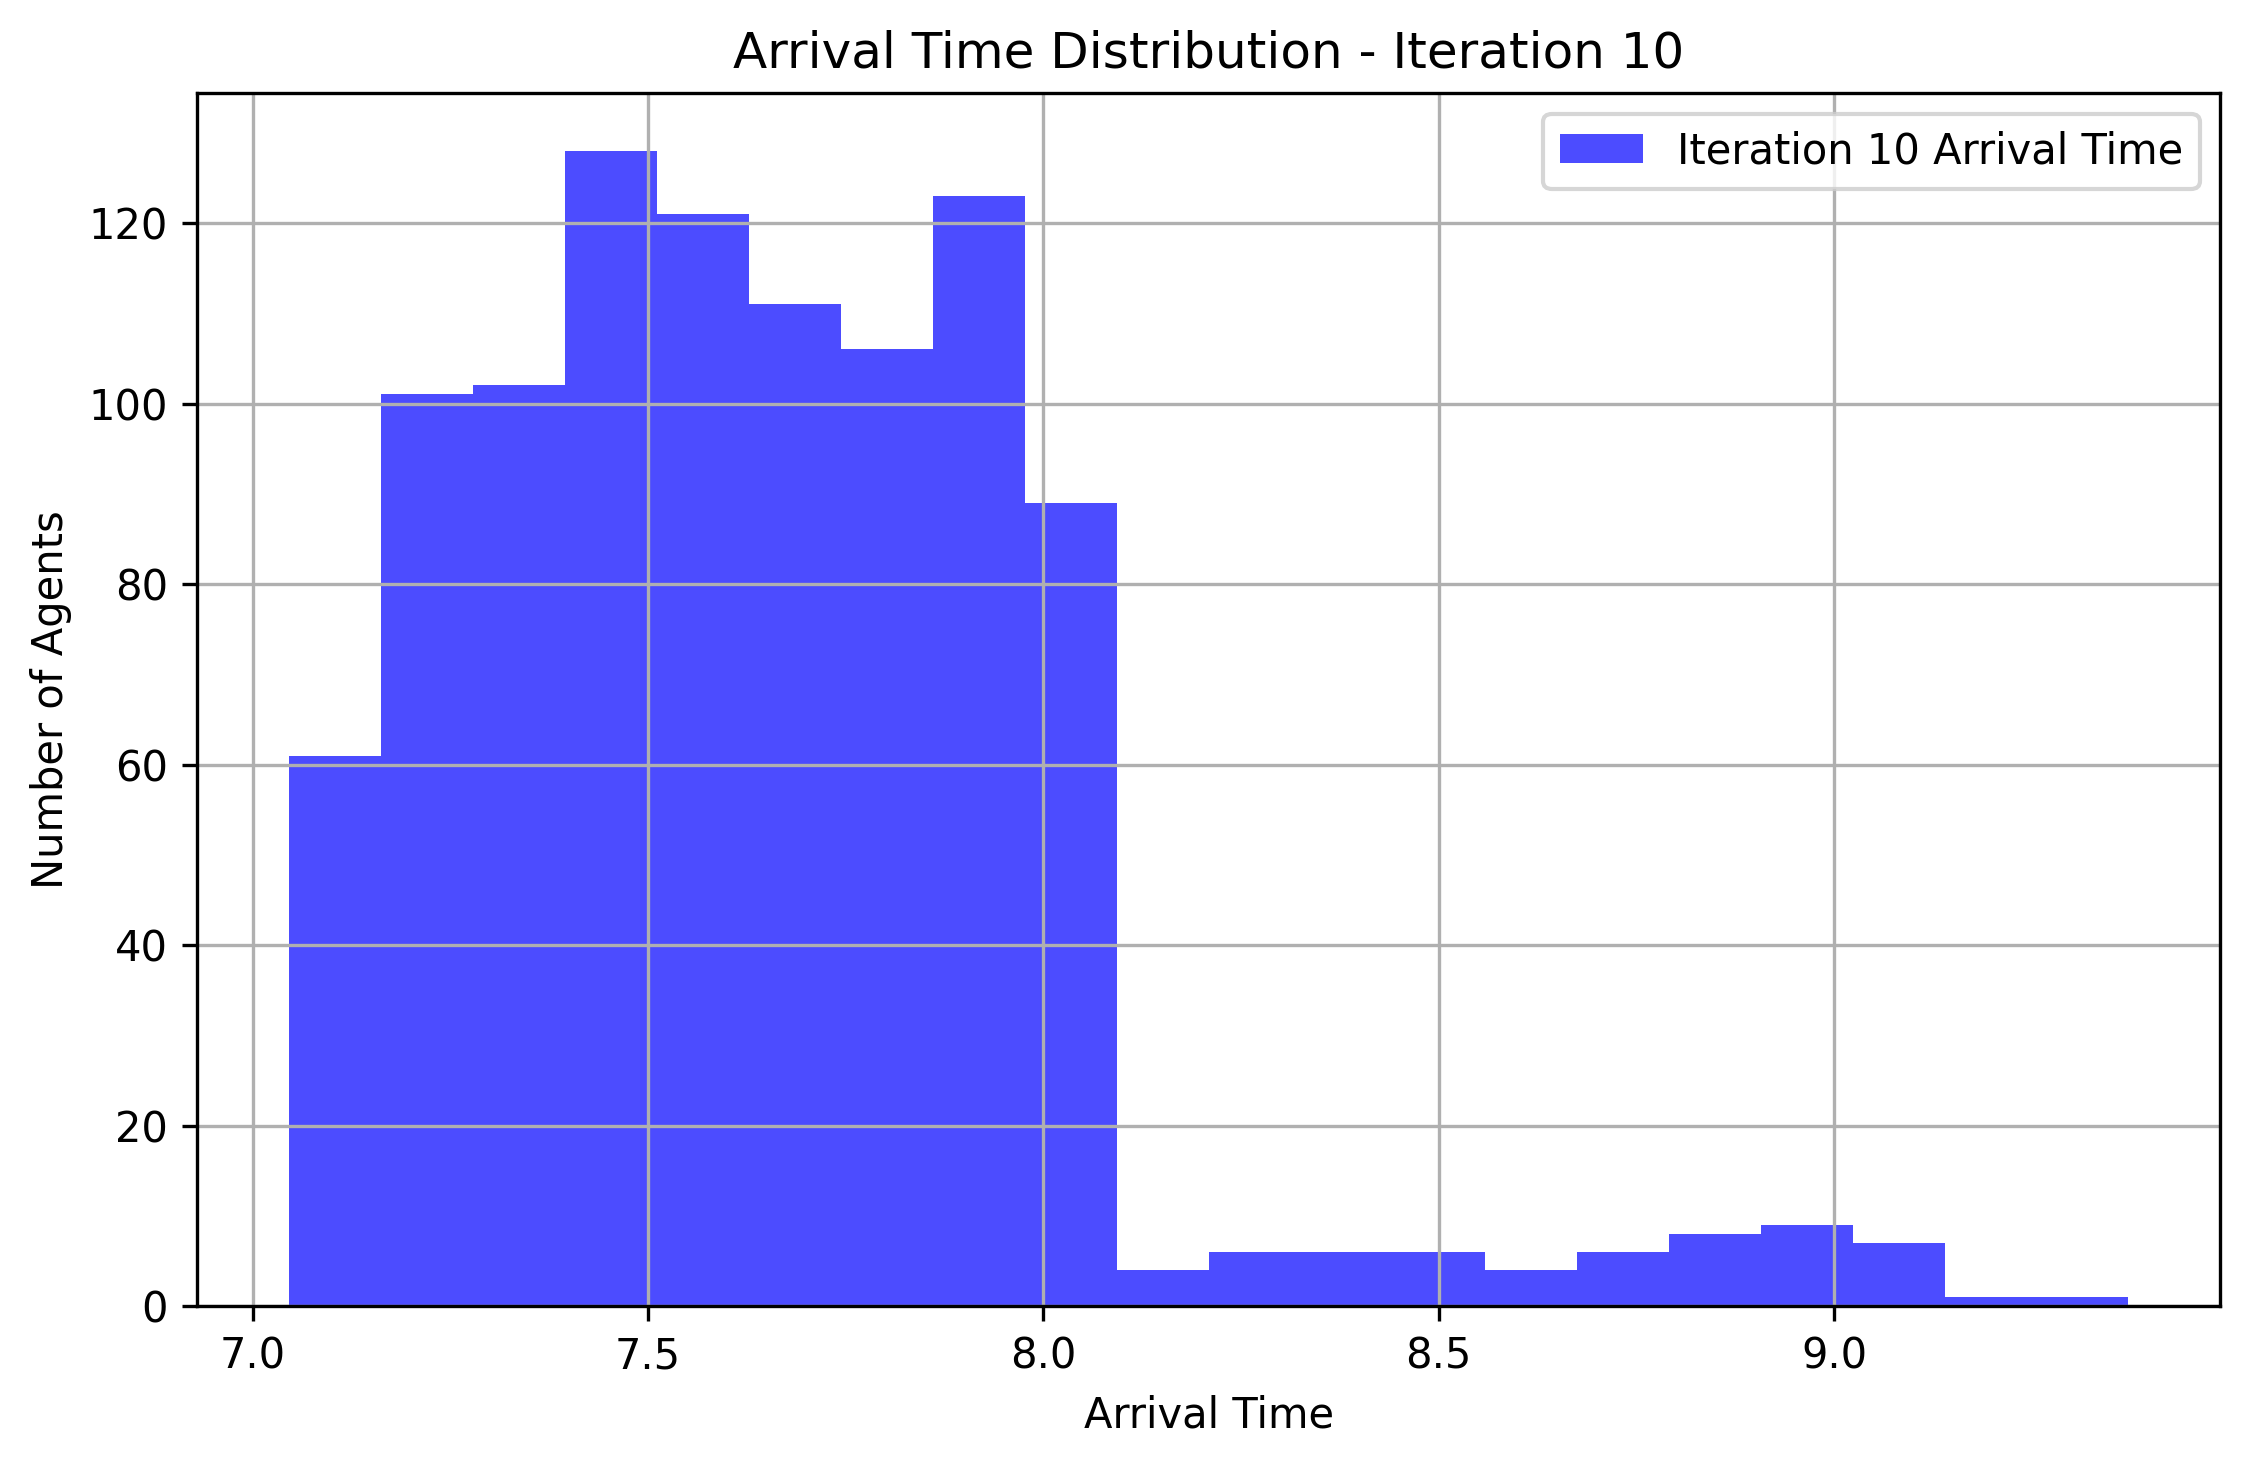 Arrival Time Distribution - Iteration 10
Iteration 10 Arrival Time
Number of Agents
120
100
80
60
40
20
0
7.0 7.5 8.0 8.5 9.0
Arrival Time